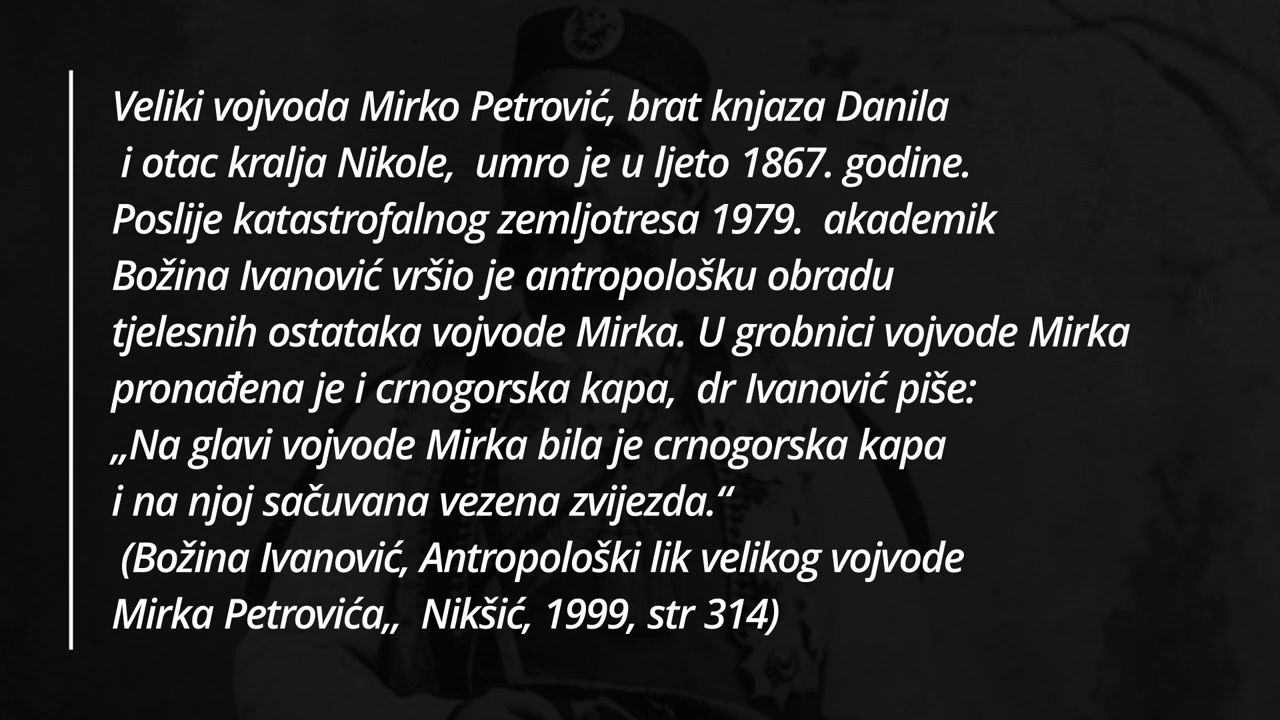 Veliki vojvoda Mirko Petrović, brat knjaza Danila
i otac kralja Nikole, umro je u ljeto 1867. godine.
Poslije katastrofalnog zemljotresa 1979. akademik
Božina Ivanović vršio je antropološku obradu
tjelesnih ostataka vojvode Mirka. U grobnici vojvode Mirka
pronađena je i crnogorska kapa, dr Ivanović piše:
„Na glavi vojvode Mirka bila je crnogorska kapa
i na njoj sačuvana vezena zvijezda.“
(Božina Ivanović, Antropološki lik velikog vojvode
Mirka Petrovića,, Nikšić, 1999, str 314)